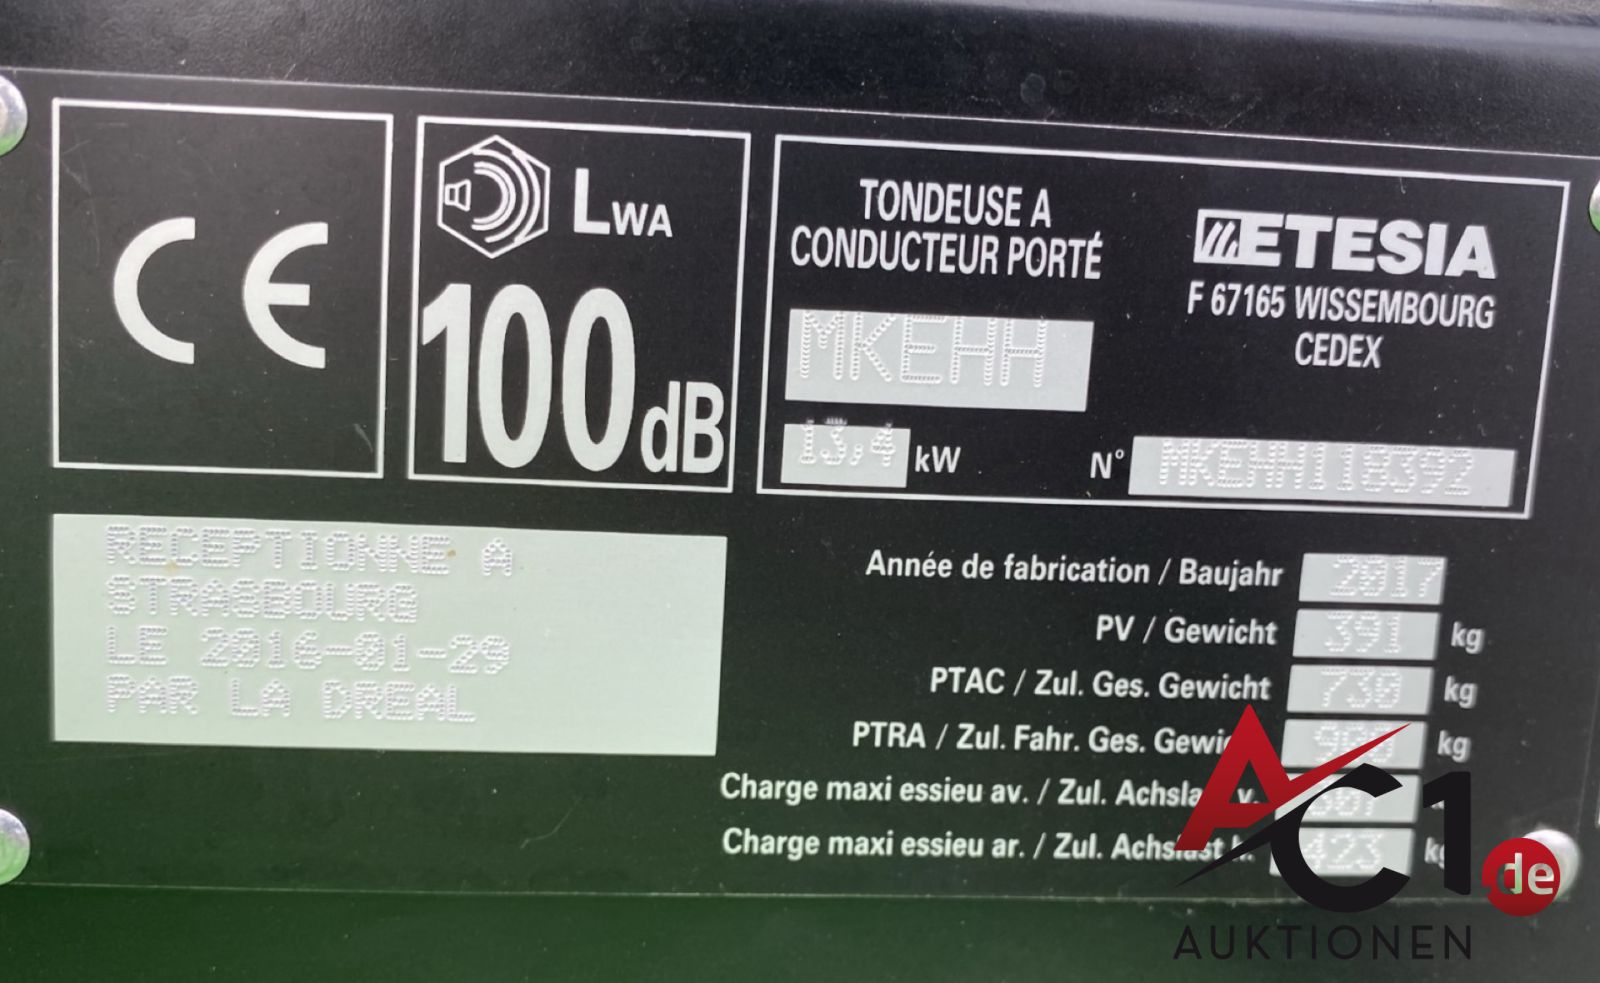 CE
LWA
100 dB
TONDEUSE A
CONDUCTEUR PORTÉ
MKEHH
13,4 kW
ETESIA
F 67165 WISSEMBOURG
CEDEX
N° MKEHH118392
RECEPTIONNE A
STRASBOURG
LE 2016-01-29
PAR LA DREAL
Année de fabrication / Baujahr 2017
PV / Gewicht 391 kg
PTAC / Zul. Ges. Gewicht 730 kg
PTRA / Zul. Fahr. Ges. 900 kg
Charge maxi essieu av. / Zul.
Charge maxi essieu ar. / Zul. Achslast 423
AC1.de
AUKTIONEN